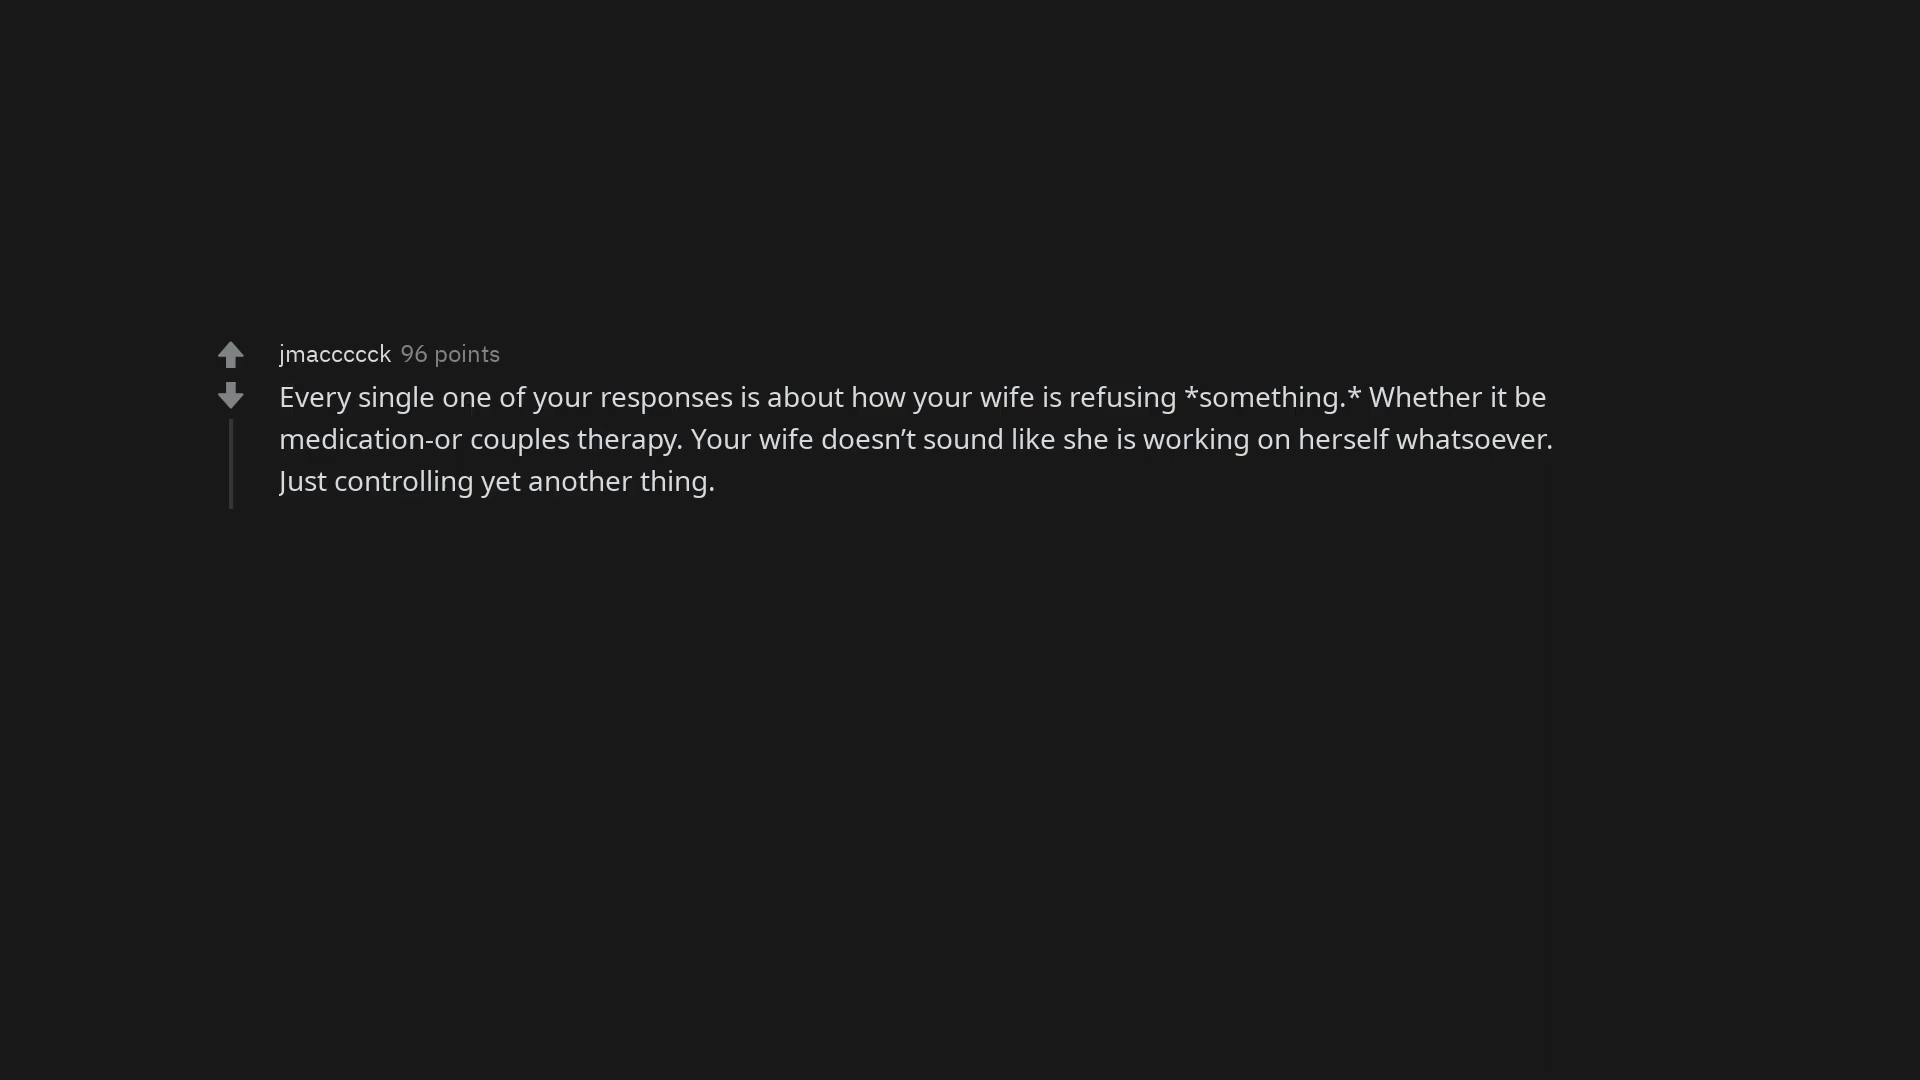 jmaccccck 96 points
Every single one of your responses is about how your wife is refusing *something.* Whether it be
medication-or couples therapy. Your wife doesn’t sound like she is working on herself whatsoever.
Just controlling yet another thing.